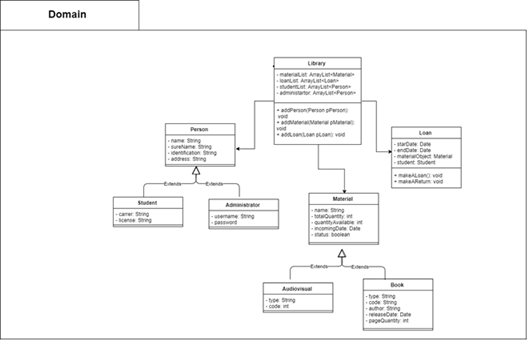 Domain
Library
- materialList: ArrayList<Material>
- loanList: ArrayList<Loan>
- studentList: ArrayList<Person>
- administartor: ArrayList<Person>
+ addPerson(Person pPerson):
void
+ addMaterial(Material pMaterial):
void
+ addLoan(Loan pLoan): void
Person
- name: String
- sureName: String
- identification: String
- address: String
Loan
- starDate: Date
- endDate: Date
- materialObject: Material
- student: Student
+ makeALoan(): void
+ makeAReturn: void
Extends
Extends
Student
- carrer: String
- license: String
Administrator
- username: String
- password
Material
- name: String
- totalQuantity: int
- quantityAvailable: int
- incomingDate: Date
- status: boolean
Extends
Extends
Audiovisual
- type: String
- code: int
Book
- type: String
- code: String
- author: String
- releaseDate: Date
- pageQuantity: int